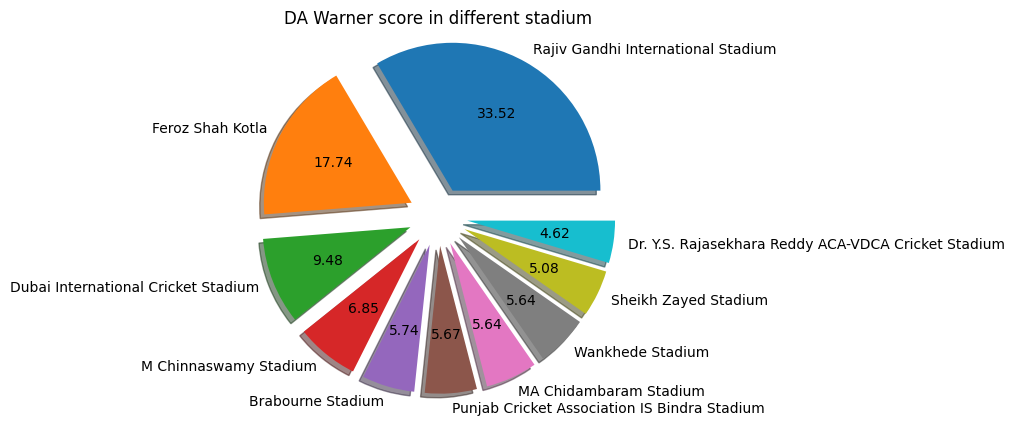 DA Warner score in different stadium
Rajiv Gandhi International Stadium
33.52
Feroz Shah Kotla
17.74
Dubai International Cricket Stadium
9.48
M Chinnaswamy Stadium
6.85
Brabourne Stadium
5.74
Punjab Cricket Association IS Bindra Stadium
5.67
MA Chidambaram Stadium
5.64
Wankhede Stadium
5.64
Sheikh Zayed Stadium
5.08
Dr. Y.S. Rajasekhara Reddy ACA-VDCA Cricket Stadium
4.62